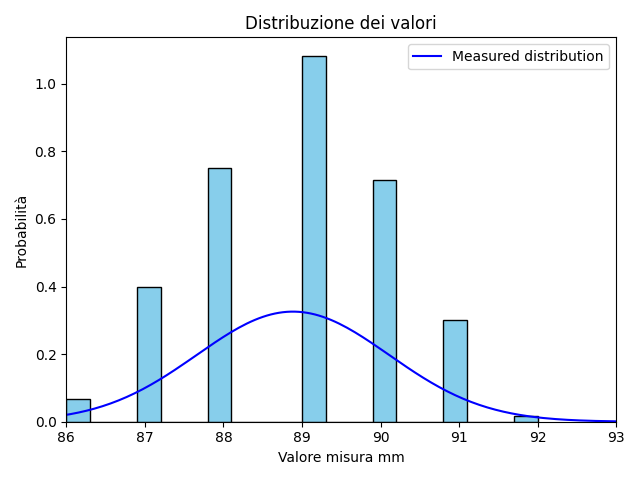 Distribuzione dei valori
Measured distribution
Probabilità
1.0
0.8
0.6
0.4
0.2
0.0
86 87 88 89 90 91 92 93
Valore misura mm